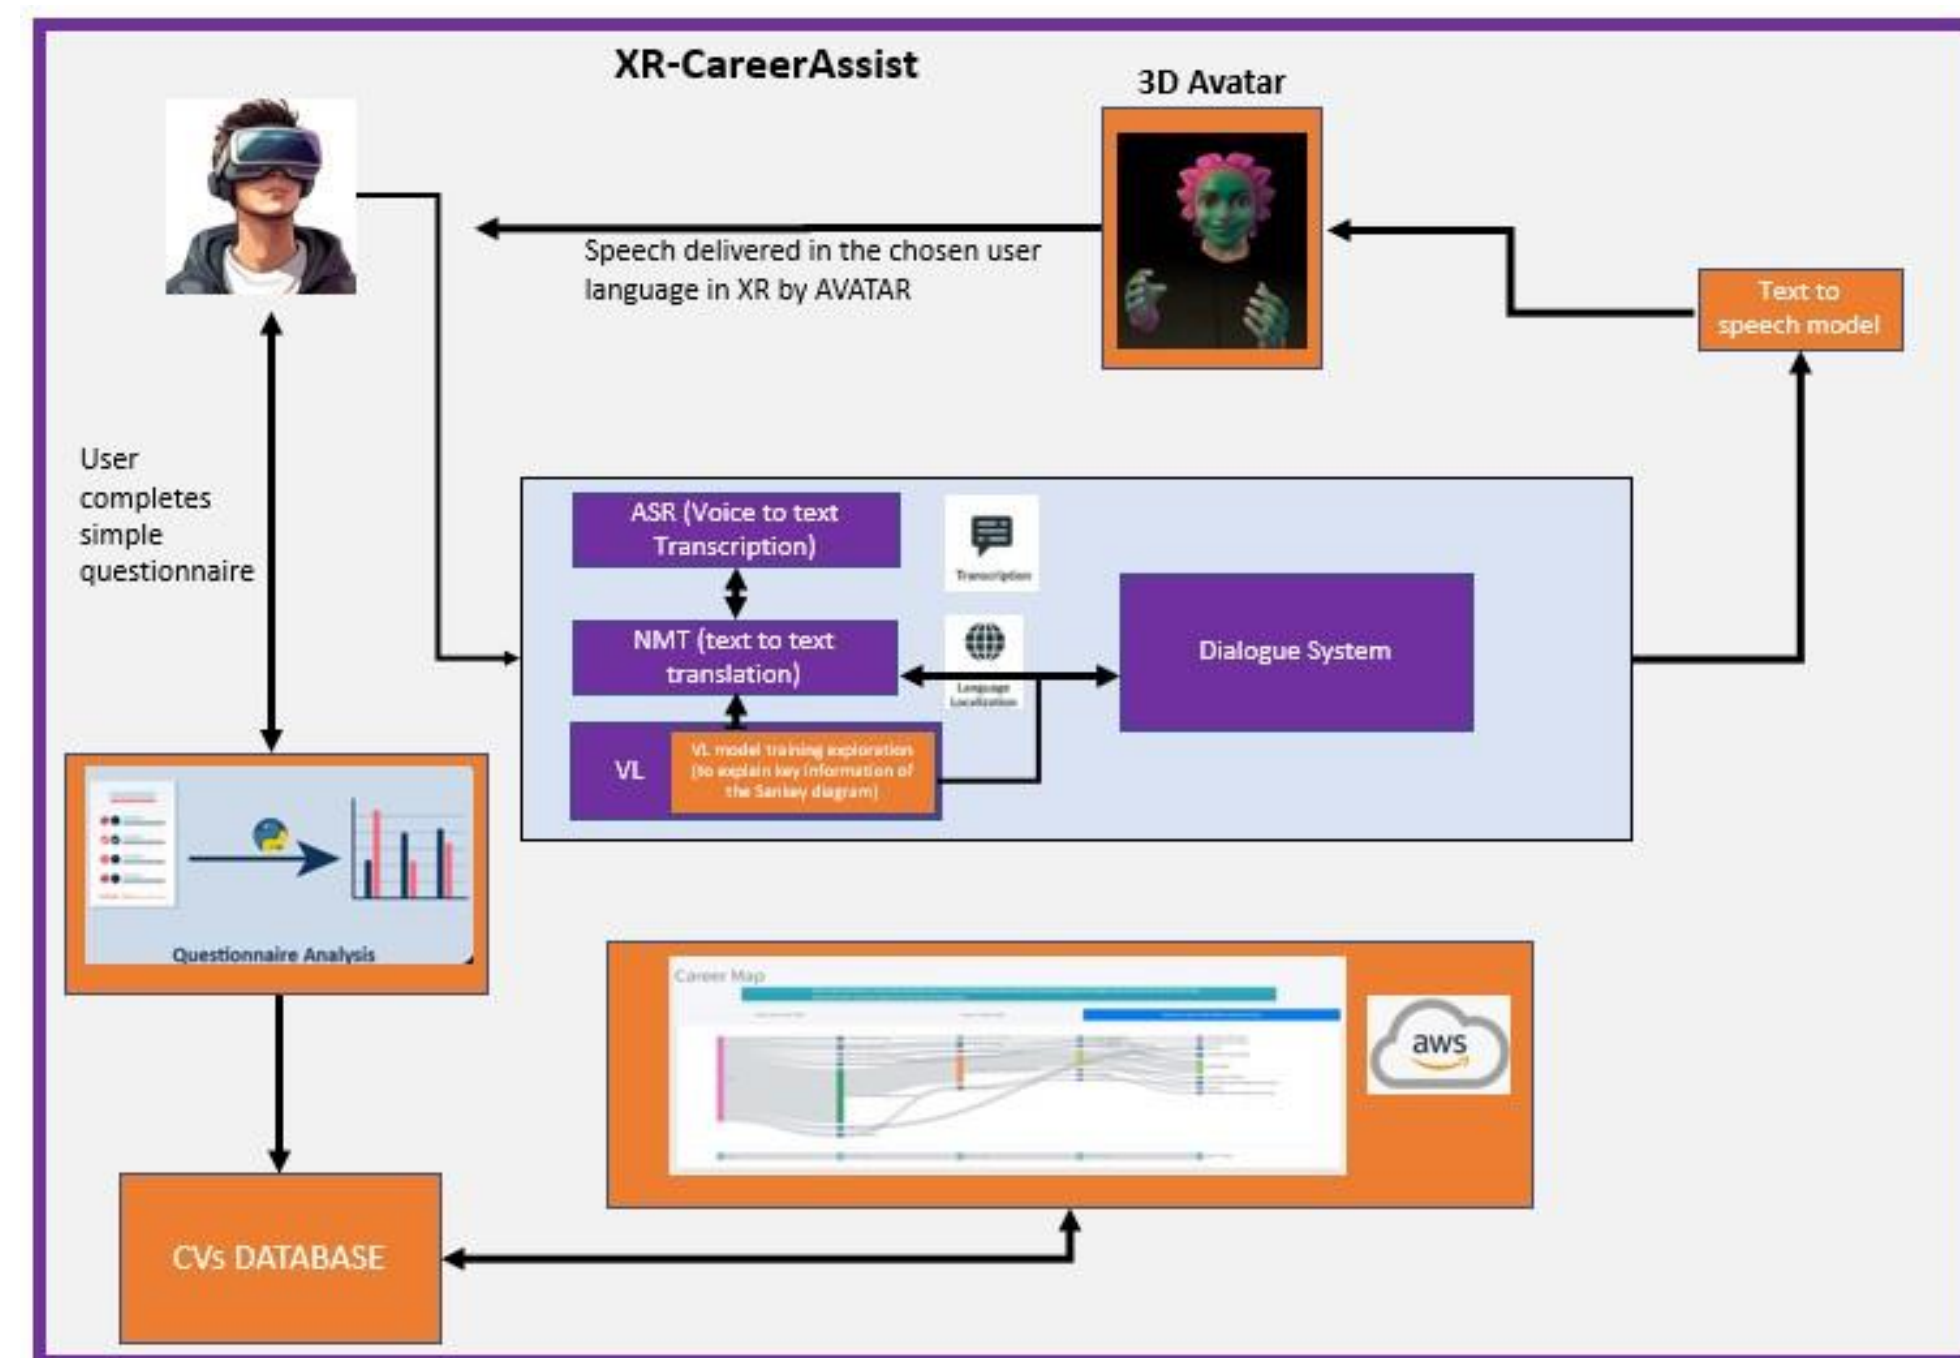 XR-CareerAssist
3D Avatar
Speech delivered in the chosen user
language in XR by AVATAR
Text to
speech model
User
completes
simple
questionnaire
ASR (Voice to text
Transcription)
Transcription
NMT (text to text
translation)
Language
Localization
Dialogue System
VL
VL model training exploration
(to explain key information of
the Sankey diagram)
Questionnaire Analysis
Career Map
aws
CVs DATABASE